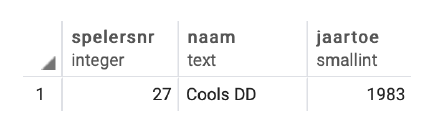 spelersnr naam jaartoe
integer text smallint
1 27 Cools DD 1983